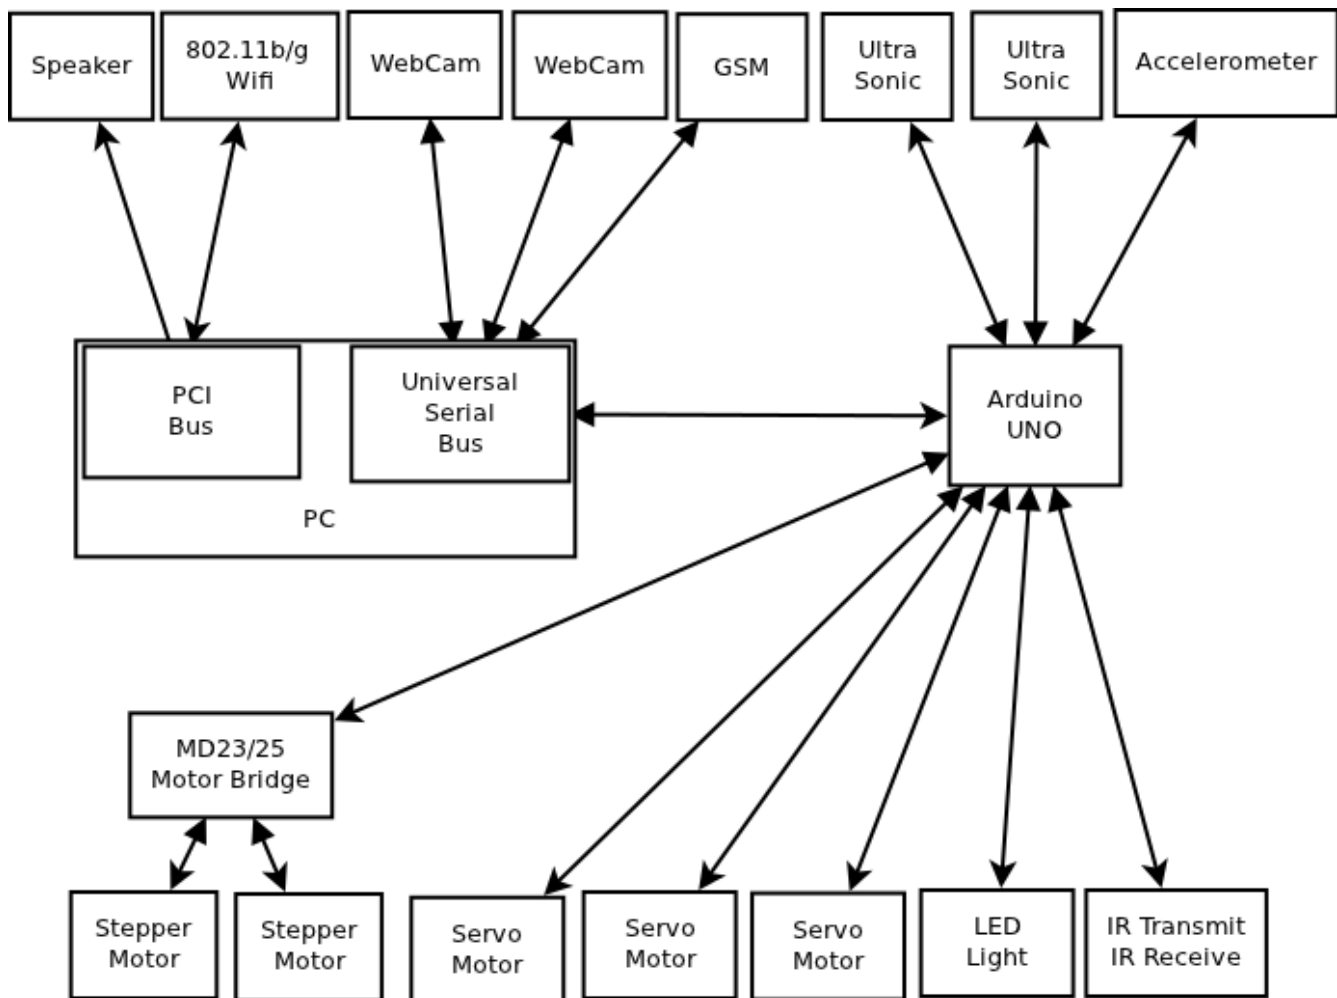 Speaker
802.11b/g
Wifi
WebCam
WebCam
GSM
Ultra
Sonic
Ultra
Sonic
Accelerometer
PCI
Bus
Universal
Serial
Bus
PC
Arduino
UNO
MD23/25
Motor Bridge
Stepper
Motor
Stepper
Motor
Servo
Motor
Servo
Motor
Servo
Motor
LED
Light
IR Transmit
IR Receive